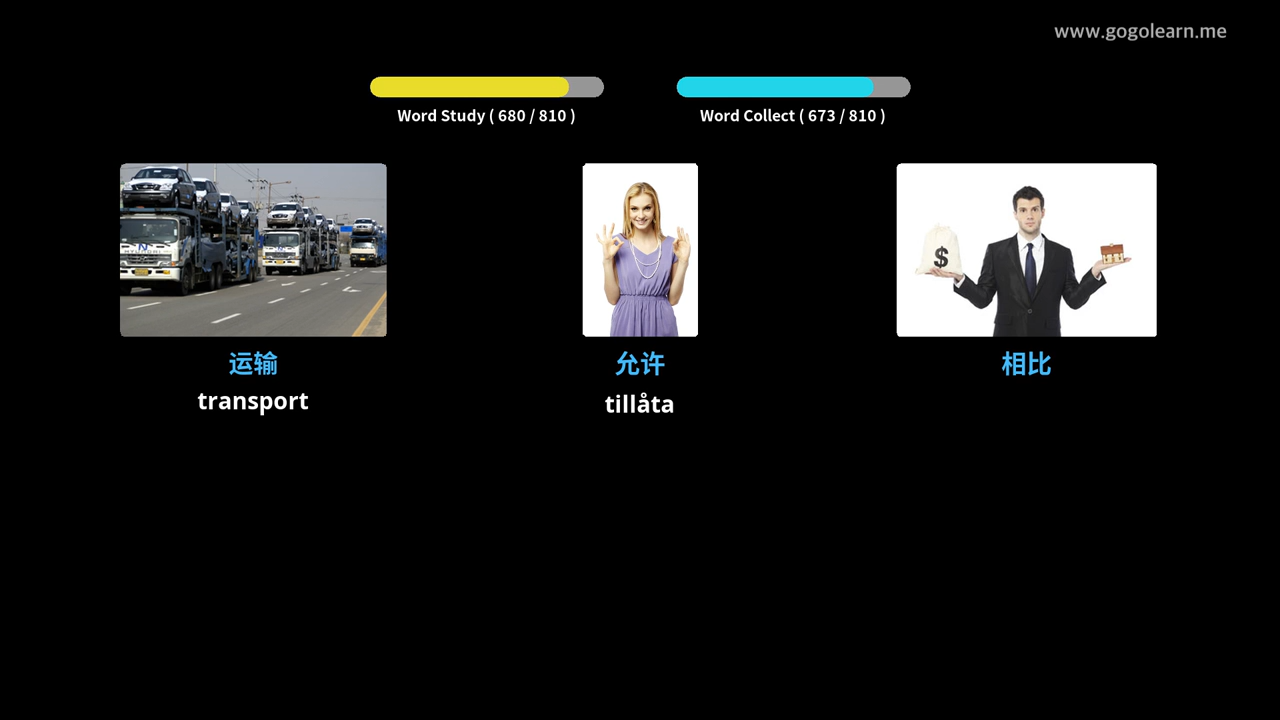 www.gogolearn.me
Word Study ( 680 / 810 )
Word Collect ( 673 / 810 )
运输
允许
相比
transport
tillåta
$